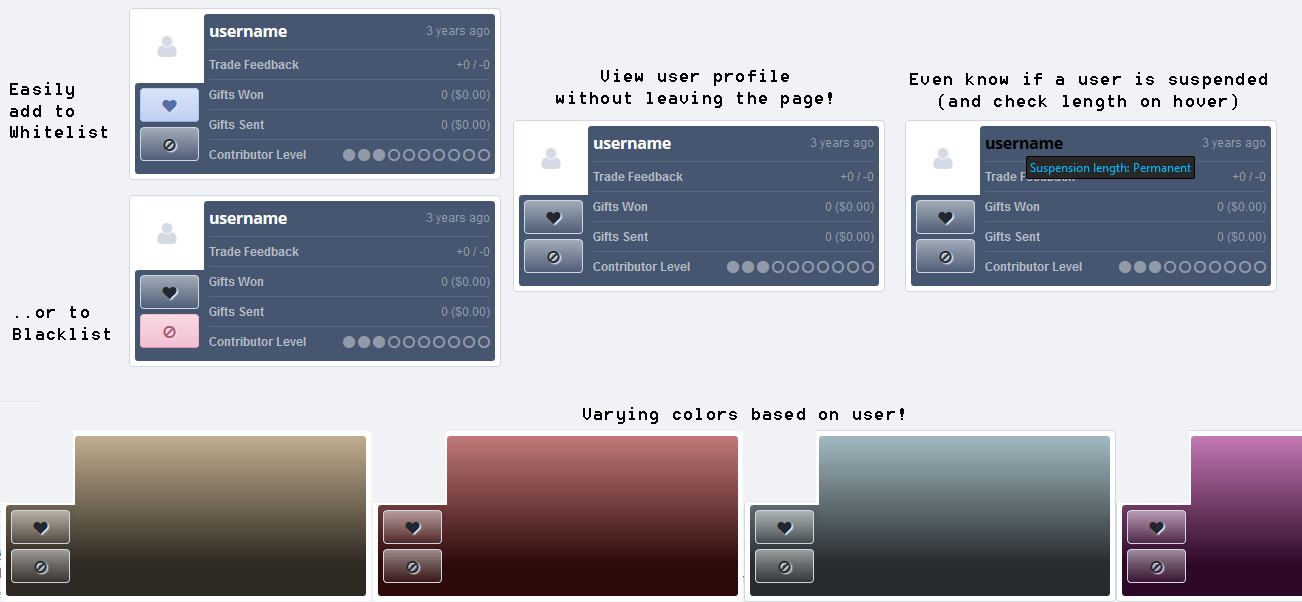 Easily
add to
Whitelist
username 3 years ago
Trade Feedback +0 / -0
Gifts Won 0 ($0.00)
Gifts Sent 0 ($0.00)
Contributor Level
..or to
Blacklist
username 3 years ago
Trade Feedback +0 / -0
Gifts Won 0 ($0.00)
Gifts Sent 0 ($0.00)
Contributor Level
View user profile
without leaving the page!
username 3 years ago
Trade Feedback +0 / -0
Gifts Won 0 ($0.00)
Gifts Sent 0 ($0.00)
Contributor Level
Even know if a user is suspended
(and check length on hover)
username 3 years ago
Suspension length: Permanent
Trade Feedback +0 / -0
Gifts Won 0 ($0.00)
Gifts Sent 0 ($0.00)
Contributor Level
Varying colors based on user!